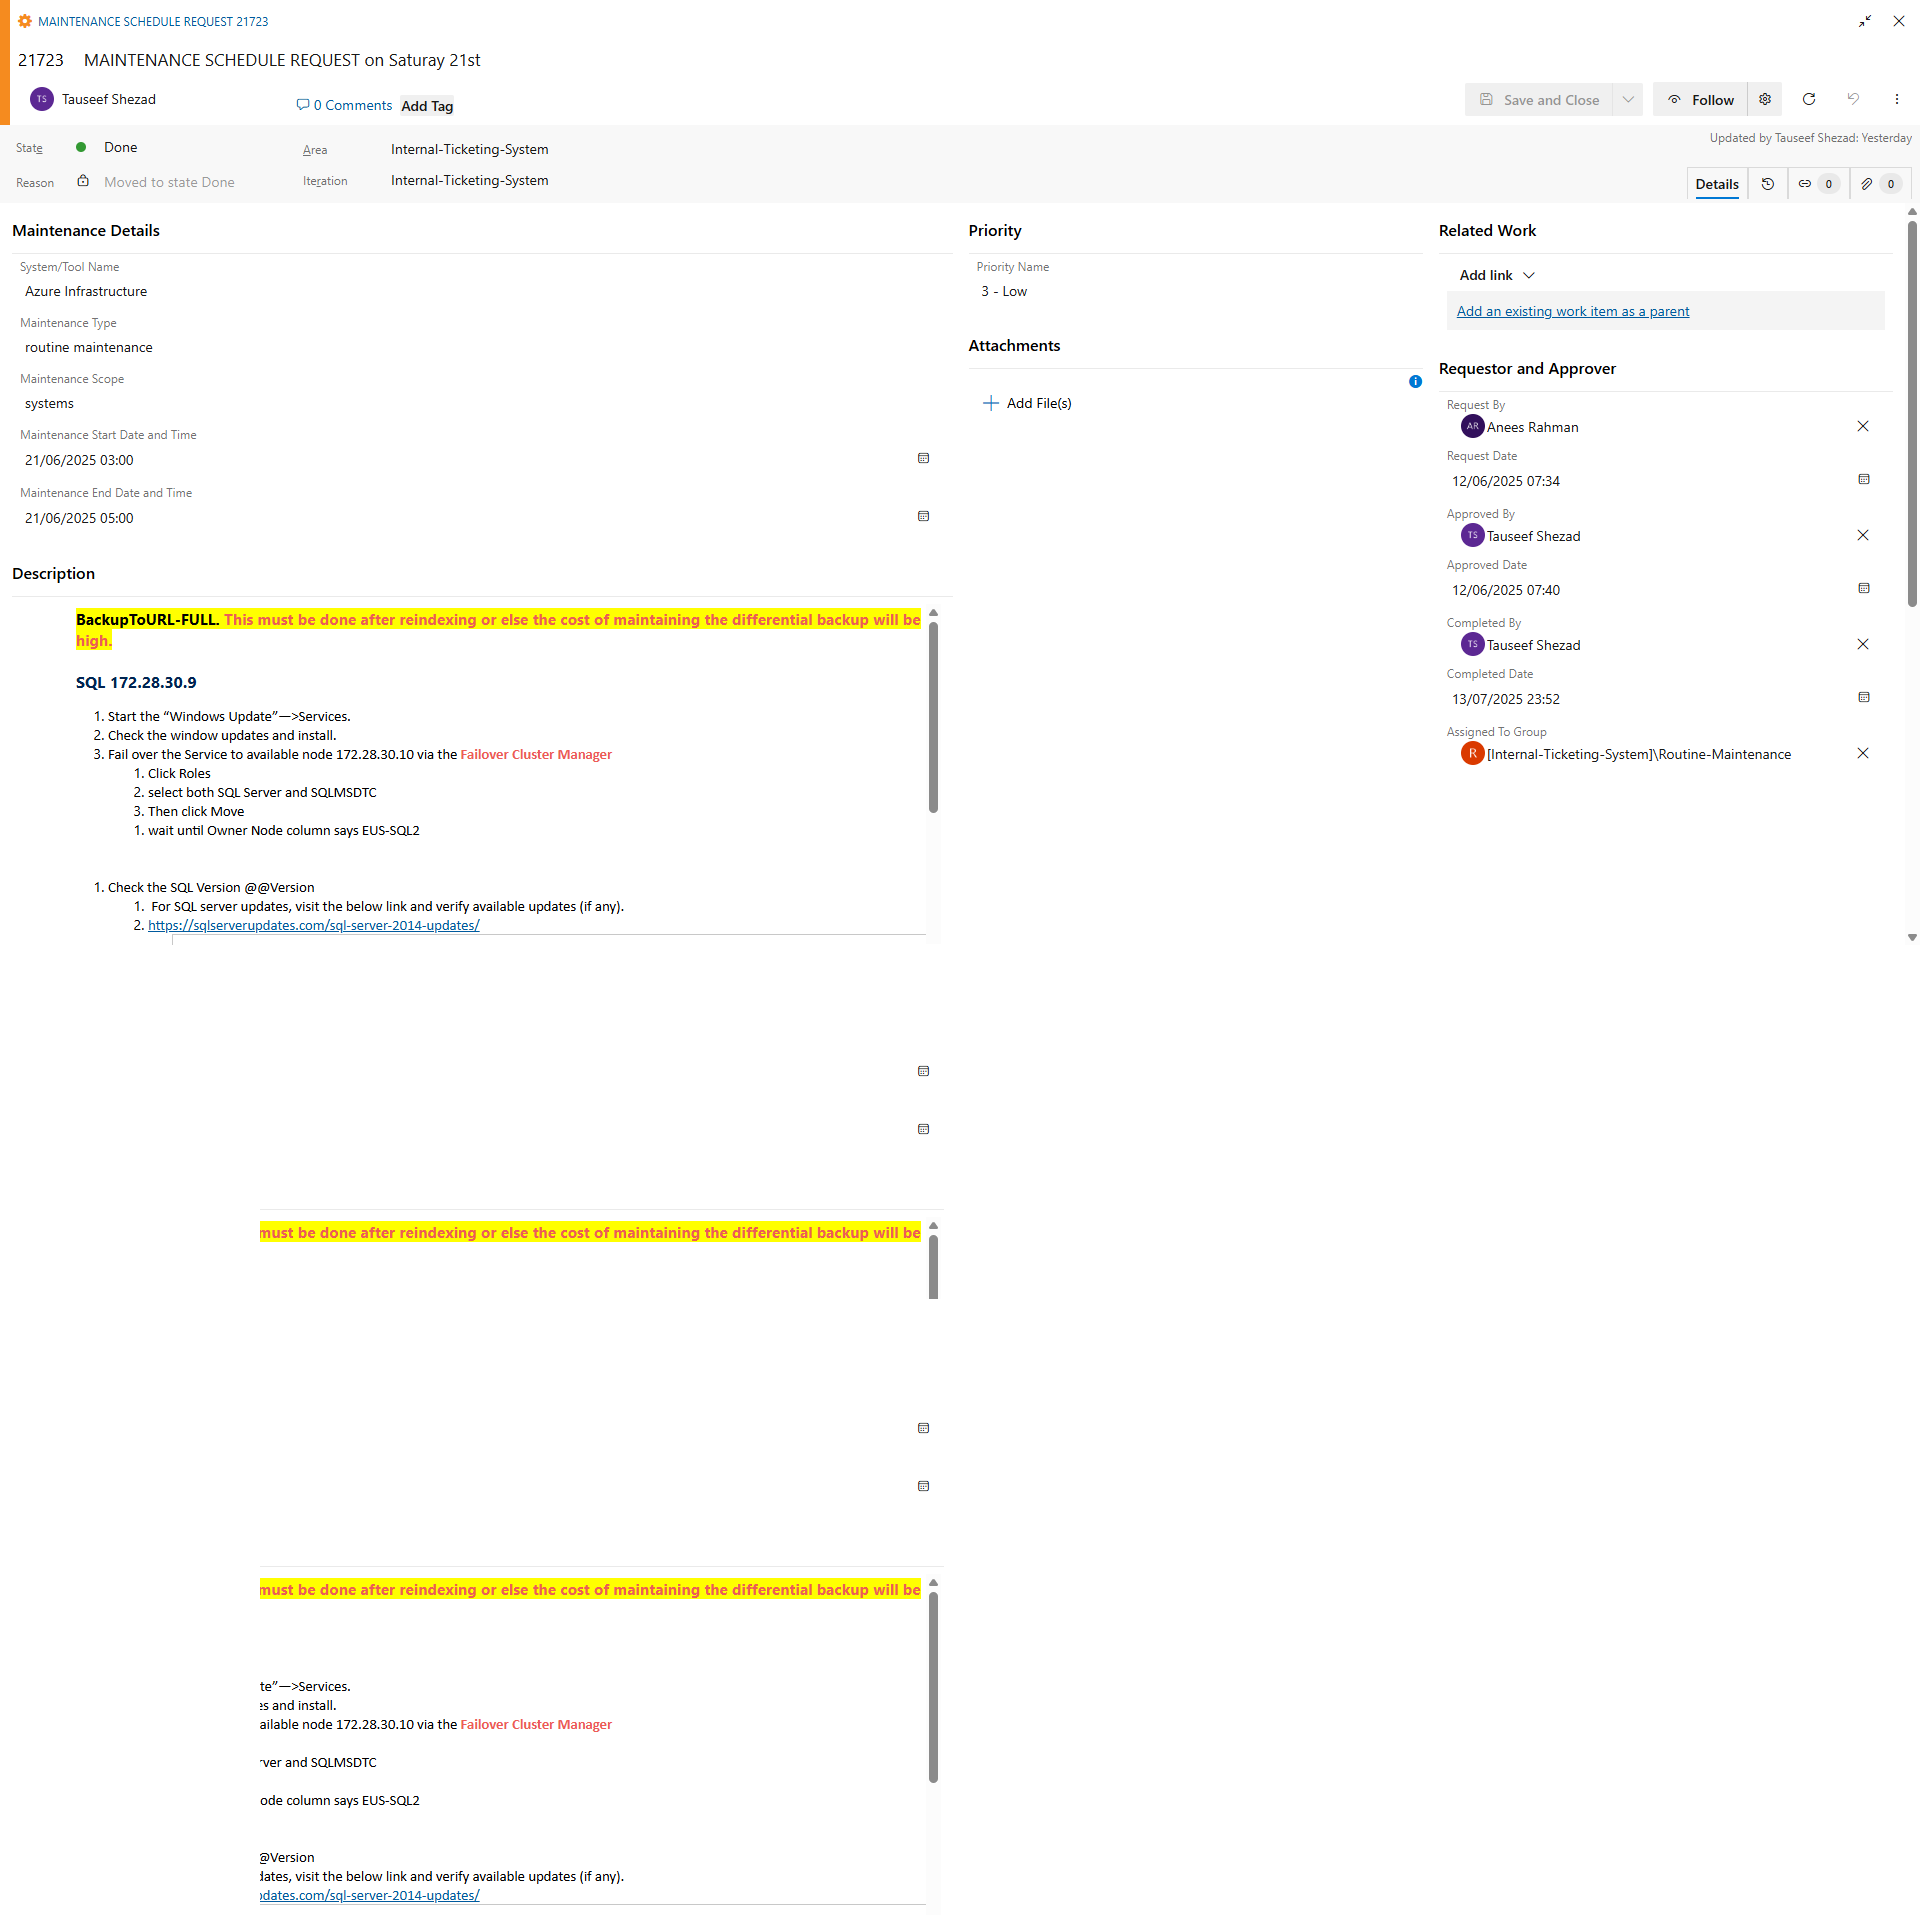 MAINTENANCE SCHEDULE REQUEST 21723
21723 MAINTENANCE SCHEDULE REQUEST on Saturay 21st
TS Tauseef Shezad
0 Comments Add Tag
Save and Close
Follow
State Done
Area Internal-Ticketing-System
Updated by Tauseef Shezad: Yesterday
Reason Moved to state Done
Iteration Internal-Ticketing-System
Details 0 0
Maintenance Details
System/Tool Name
Azure Infrastructure
Maintenance Type
routine maintenance
Maintenance Scope
systems
Maintenance Start Date and Time
21/06/2025 03:00
Maintenance End Date and Time
21/06/2025 05:00
Description
BackupToURL-FULL. This must be done after reindexing or else the cost of maintaining the differential backup will be
high.
SQL 172.28.30.9
1. Start the “Windows Update”—>Services.
2. Check the window updates and install.
3. Fail over the Service to available node 172.28.30.10 via the Failover Cluster Manager
1. Click Roles
2. select both SQL Server and SQLMSDTC
3. Then click Move
1. wait until Owner Node column says EUS-SQL2
1. Check the SQL Version @@Version
1. For SQL server updates, visit the below link and verify available updates (if any).
2. https://sqlserverupdates.com/sql-server-2014-updates/
Priority
Priority Name
3 - Low
Attachments
Add File(s)
Related Work
Add link
Add an existing work item as a parent
Requestor and Approver
Request By
AR Anees Rahman
Request Date
12/06/2025 07:34
Approved By
TS Tauseef Shezad
Approved Date
12/06/2025 07:40
Completed By
TS Tauseef Shezad
Completed Date
13/07/2025 23:52
Assigned To Group
R [Internal-Ticketing-System]\Routine-Maintenance
must be done after reindexing or else the cost of maintaining the differential backup will be
must be done after reindexing or else the cost of maintaining the differential backup will be
te”—>Services.
es and install.
ailable node 172.28.30.10 via the Failover Cluster Manager
rver and SQLMSDTC
ode column says EUS-SQL2
@Version
dates, visit the below link and verify available updates (if any).
pdates.com/sql-server-2014-updates/